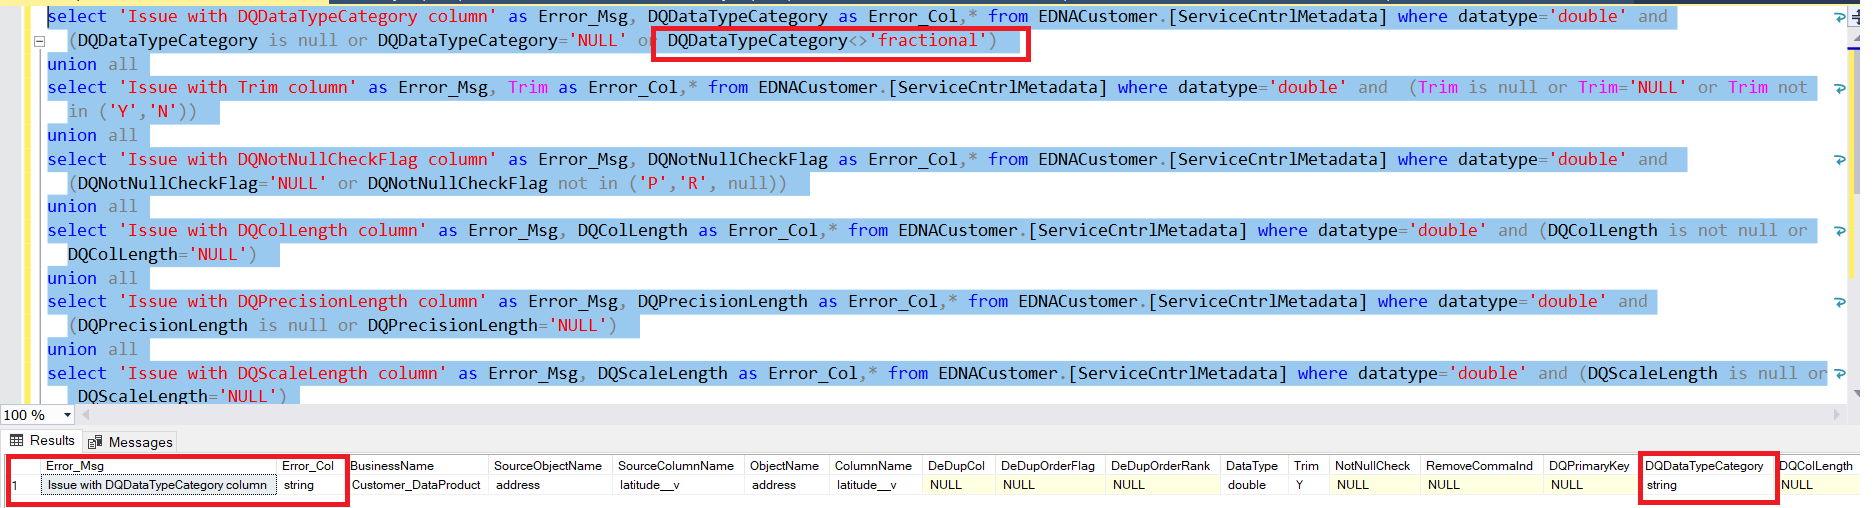 select 'Issue with DQDataTypeCategory column' as Error_Msg, DQDataTypeCategory as Error_Col,* from EDNACustomer.[ServiceCntrlMetadata] where datatype='double' and
(DQDataTypeCategory is null or DQDataTypeCategory='NULL' or DQDataTypeCategory<>'fractional')
union all
select 'Issue with Trim column' as Error_Msg, Trim as Error_Col,* from EDNACustomer.[ServiceCntrlMetadata] where datatype='double' and  (Trim is null or Trim='NULL' or Trim not
in ('Y','N'))
union all
select 'Issue with DQNotNullCheckFlag column' as Error_Msg, DQNotNullCheckFlag as Error_Col,* from EDNACustomer.[ServiceCntrlMetadata] where datatype='double' and
(DQNotNullCheckFlag='NULL' or DQNotNullCheckFlag not in ('P','R', null))
union all
select 'Issue with DQColLength column' as Error_Msg, DQColLength as Error_Col,* from EDNACustomer.[ServiceCntrlMetadata] where datatype='double' and (DQColLength is not null or
DQColLength='NULL')
union all
select 'Issue with DQPrecisionLength column' as Error_Msg, DQPrecisionLength as Error_Col,* from EDNACustomer.[ServiceCntrlMetadata] where datatype='double' and
(DQPrecisionLength is null or DQPrecisionLength='NULL')
union all
select 'Issue with DQScaleLength column' as Error_Msg, DQScaleLength as Error_Col,* from EDNACustomer.[ServiceCntrlMetadata] where datatype='double' and (DQScaleLength is null or
DQScaleLength='NULL')
100 %
Results Messages
Error_Msg Error_Col BusinessName SourceObjectName SourceColumnName ObjectName ColumnName DeDupCol DeDupOrderFlag DeDupOrderRank DataType Trim NotNullCheck RemoveCommaInd DQPrimaryKey DQDataTypeCategory DQColLength
1 Issue with DQDataTypeCategory column string Customer_DataProduct address latitude__v address latitude__v NULL NULL NULL double Y NULL NULL NULL string NULL